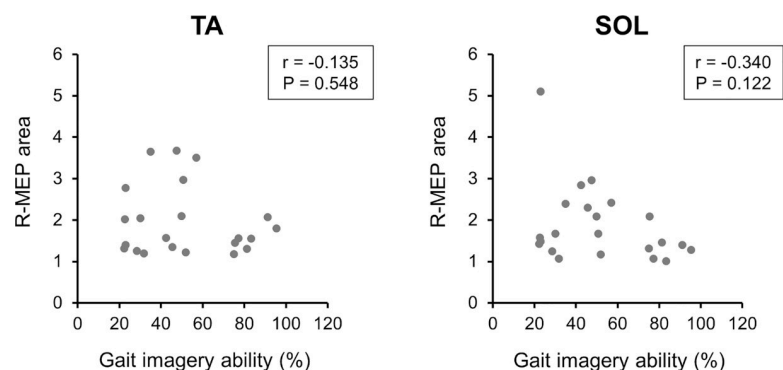 TA
r = -0.135
P = 0.548
R-MEP area
6
5
4
3
2
1
0
0 20 40 60 80 100 120
Gait imagery ability (%)
SOL
r = -0.340
P = 0.122
R-MEP area
6
5
4
3
2
1
0
0 20 40 60 80 100 120
Gait imagery ability (%)